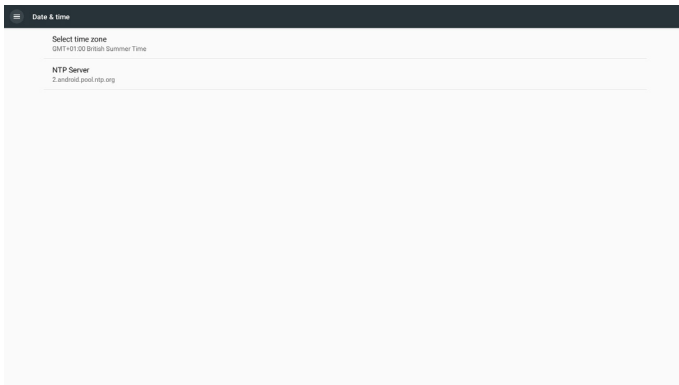 Date & time
Select time zone
GMT+01:00 British Summer Time
NTP Server
2.android.pool.ntp.org